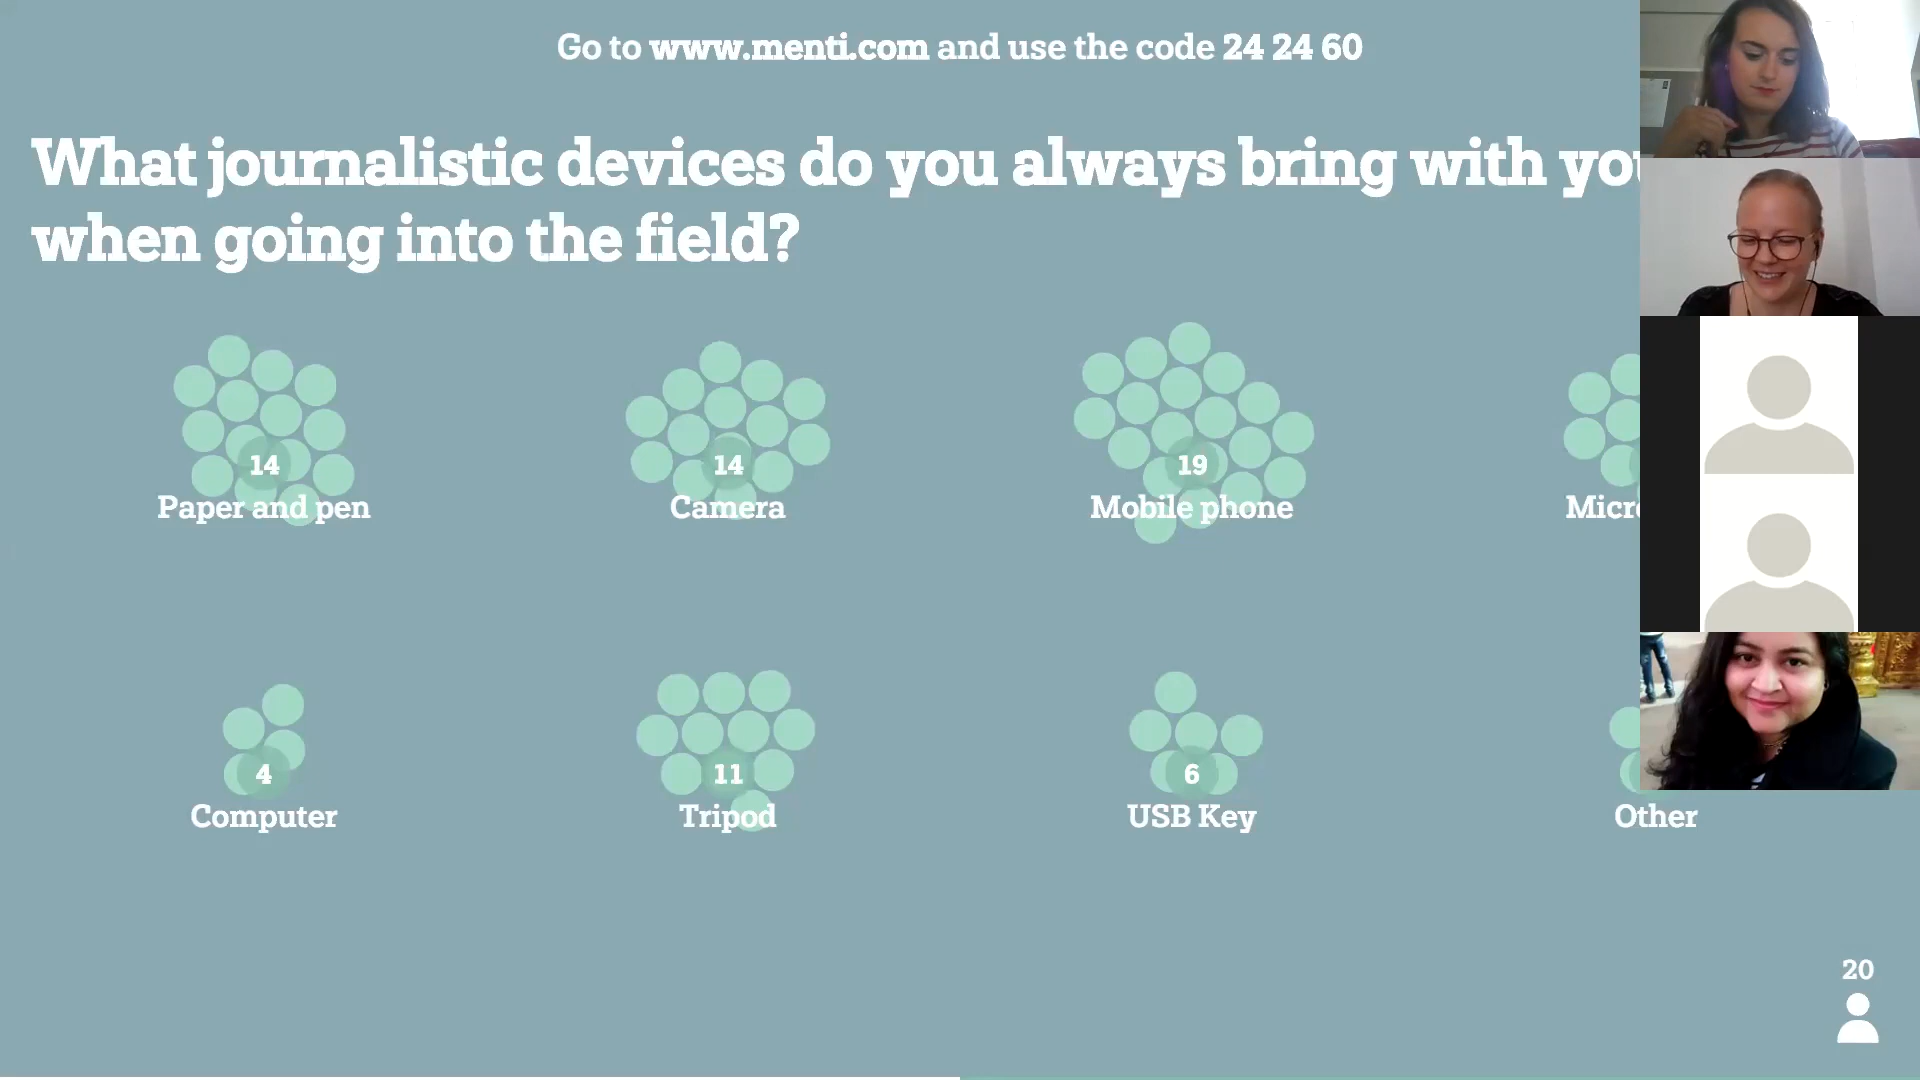 Go to www.menti.com and use the code 24 24 60
What journalistic devices do you always bring with you
when going into the field?
14
Paper and pen
14
Camera
19
Mobile phone
4
Computer
11
Tripod
6
USB Key
Other
20